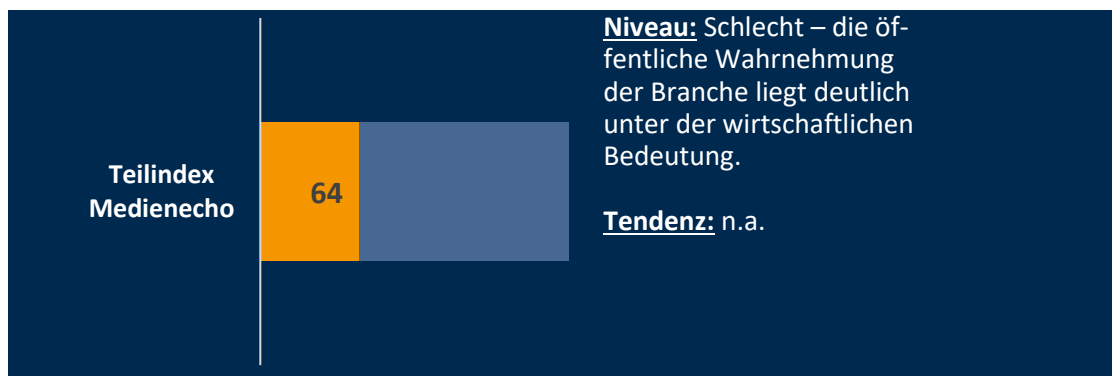 Teilindex
Medienecho
64
Niveau: Schlecht – die öf-
fentliche Wahrnehmung
der Branche liegt deutlich
unter der wirtschaftlichen
Bedeutung.
Tendenz: n.a.